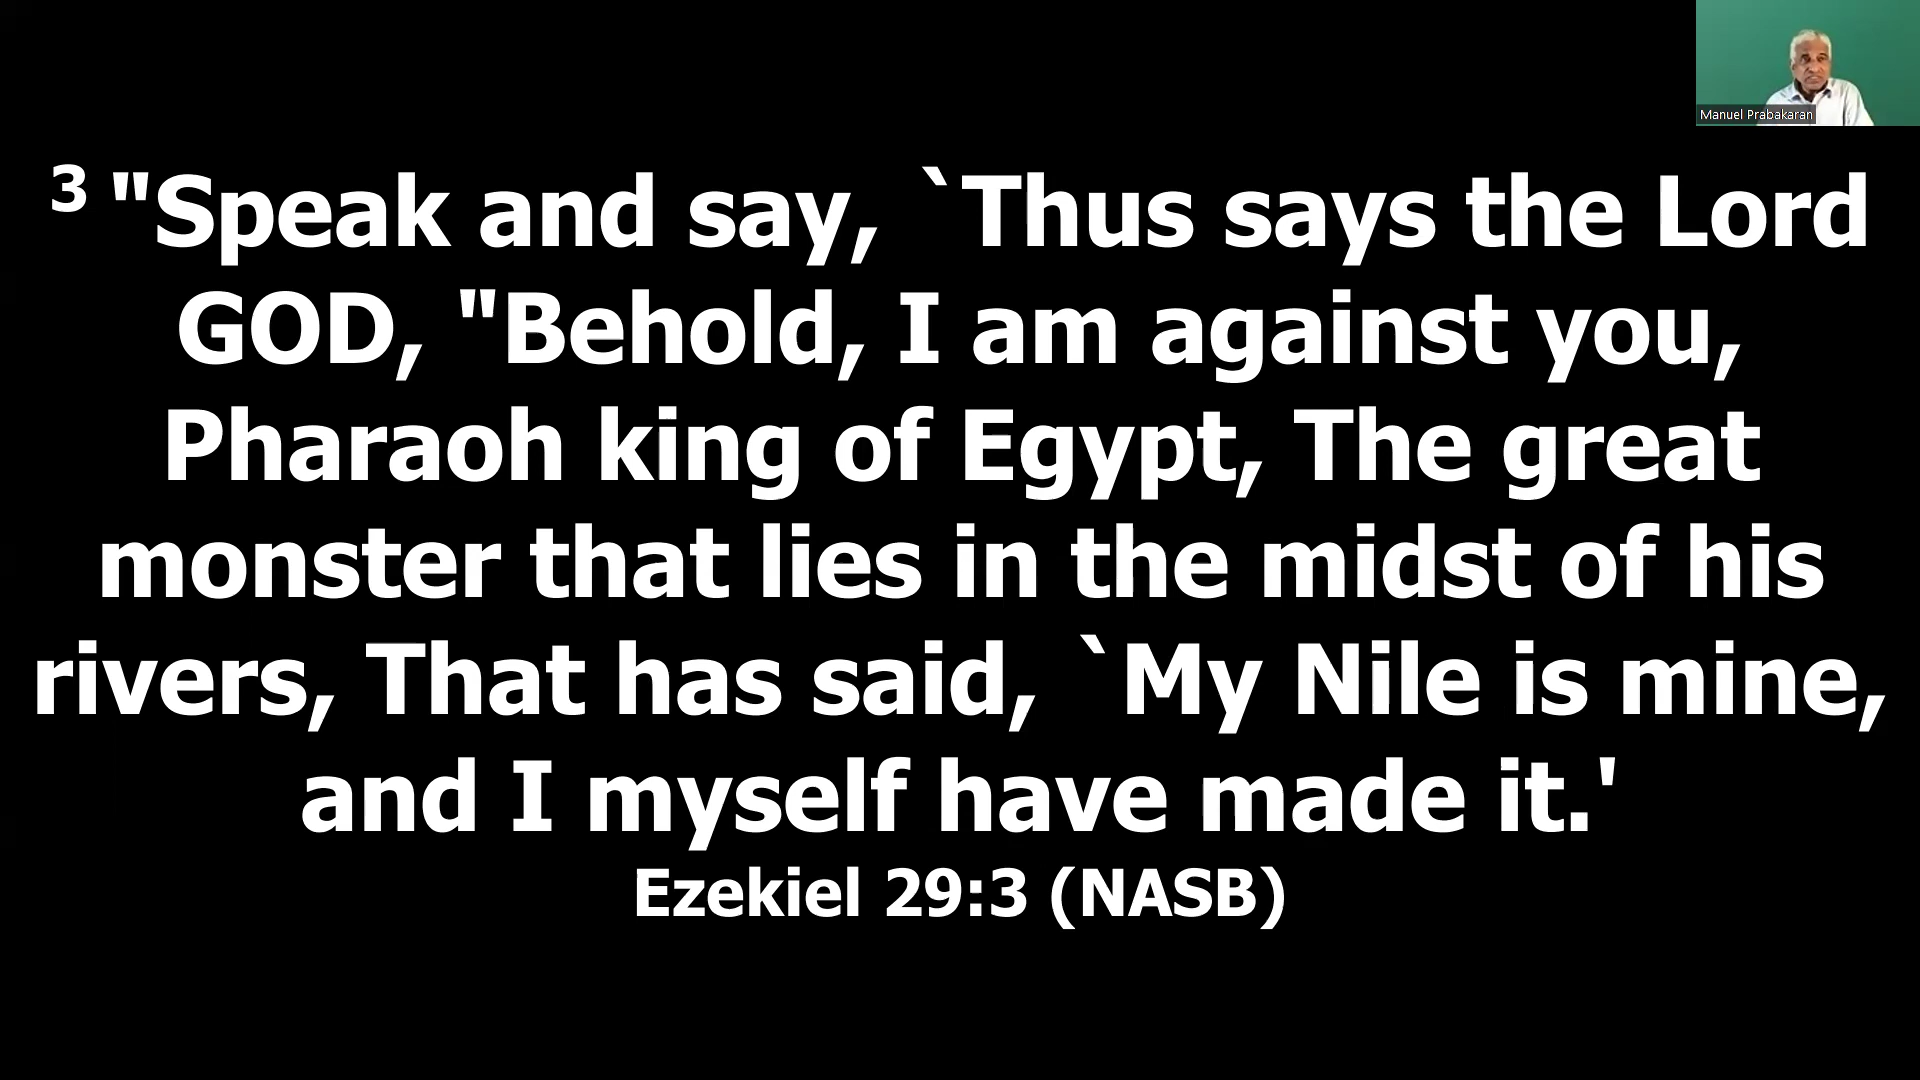 Manuel Prabakaran
3 "Speak and say, `Thus says the Lord
GOD, "Behold, I am against you,
Pharaoh king of Egypt, The great
monster that lies in the midst of his
rivers, That has said, `My Nile is mine,
and I myself have made it.'
Ezekiel 29:3 (NASB)